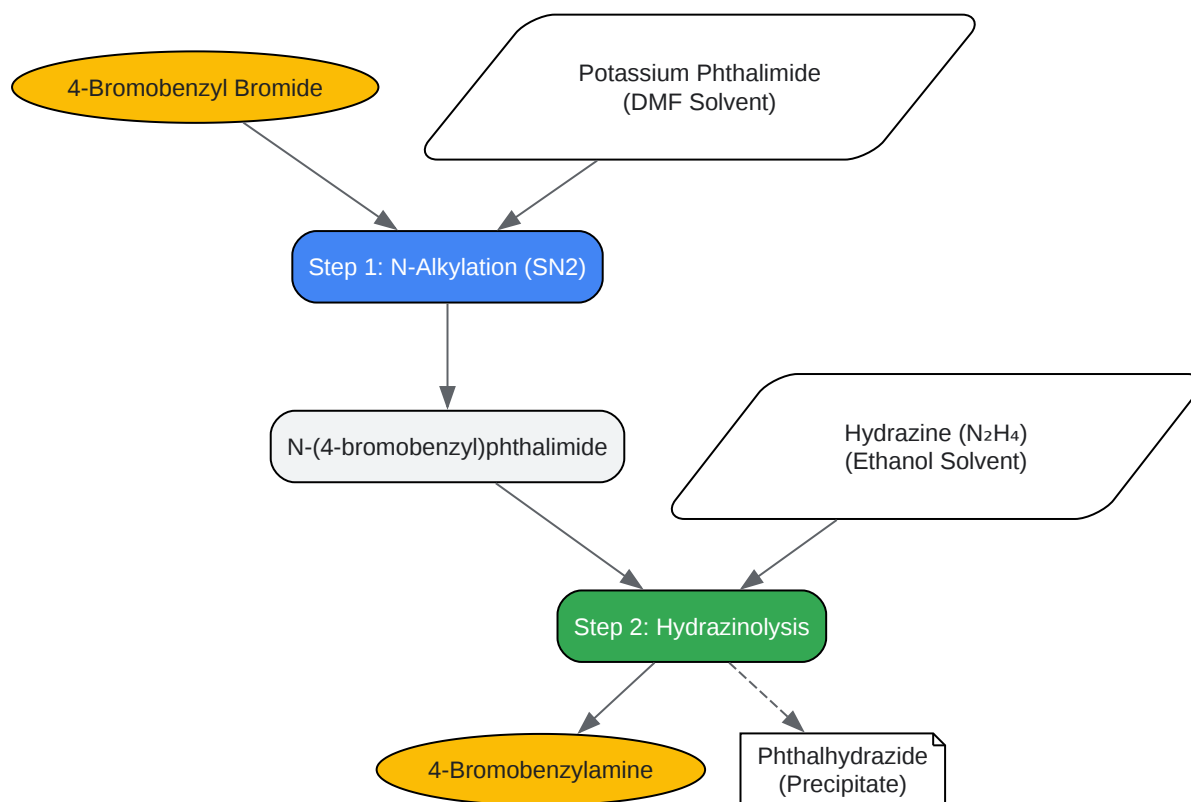 4-Bromobenzyl Bromide
Potassium Phthalimide
(DMF Solvent)
Step 1: N-Alkylation (SN2)
N-(4-bromobenzyl)phthalimide
Hydrazine (N₂H₄)
(Ethanol Solvent)
Step 2: Hydrazinolysis
4-Bromobenzylamine
Phthalhydrazide
(Precipitate)